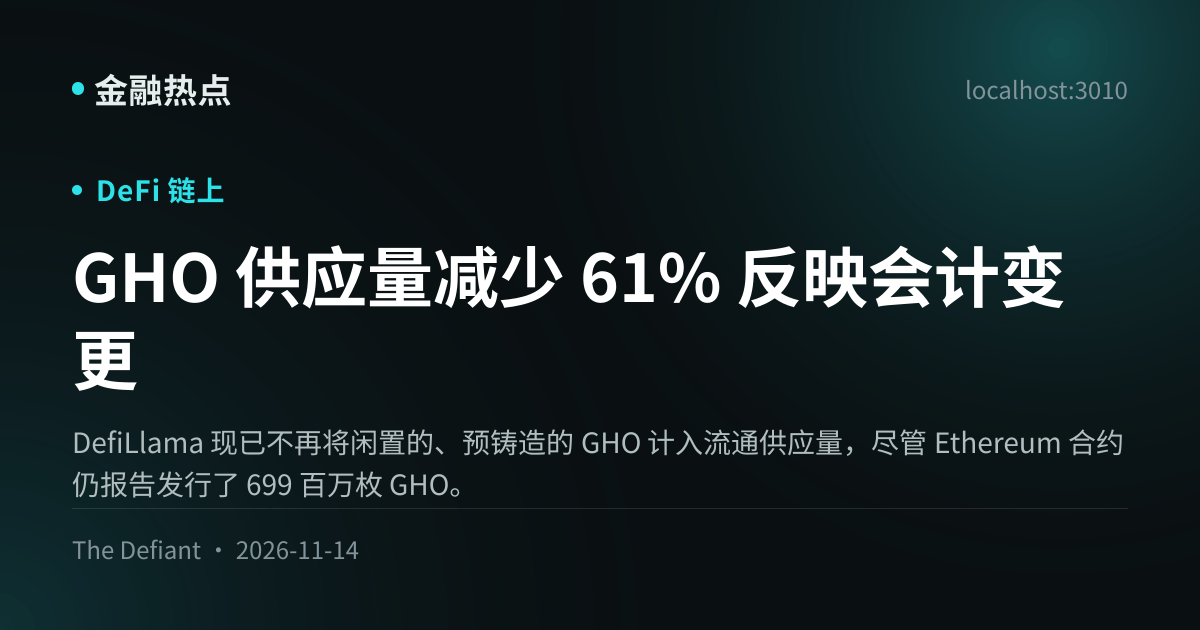 金融热点
localhost:3010
DeFi 链上
GHO 供应量减少 61% 反映会计变
更
DefiLlama 现已不再将闲置的、预铸造的 GHO 计入流通供应量，尽管 Ethereum 合约
仍报告发行了 699 百万枚 GHO。
The Defiant • 2026-11-14